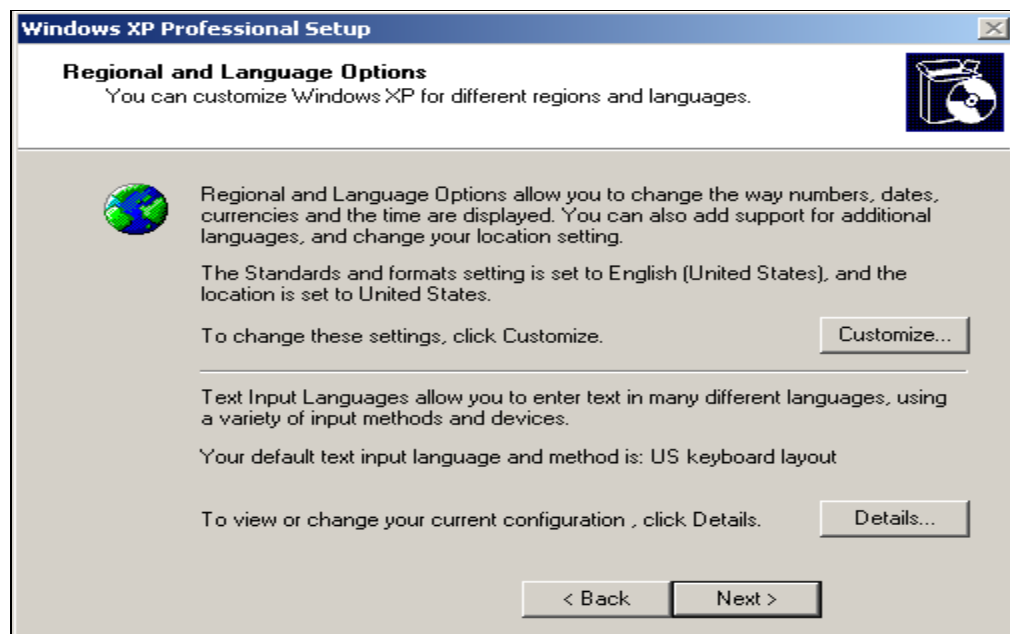 Windows XP Professional Setup
Regional and Language Options
You can customize Windows XP for different regions and languages.
Regional and Language Options allow you to change the way numbers, dates,
currencies and the time are displayed. You can also add support for additional
languages, and change your location setting.
The Standards and formats setting is set to English (United States), and the
location is set to United States.
To change these settings, click Customize.
Customize...
Text Input Languages allow you to enter text in many different languages, using
a variety of input methods and devices.
Your default text input language and method is: US keyboard layout
To view or change your current configuration , click Details.
Details...
< Back
Next >